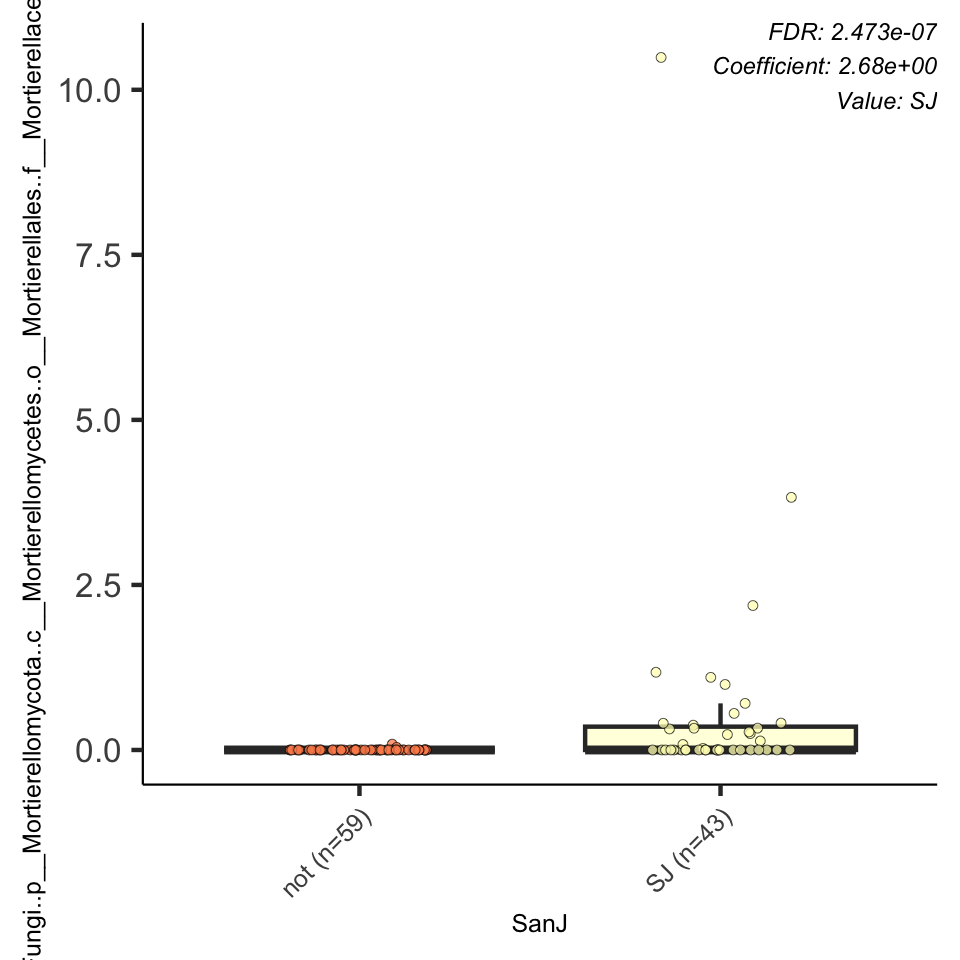 FDR: 2.473e-07
Coefficient: 2.68e+00
Value: SJ
10.0
7.5
5.0
2.5
0.0
Fungi..p__Mortierellomycota..c__Mortierellomycetes..o__Mortierellales..f__Mortierellace
not (n=59)
SJ (n=43)
SanJ